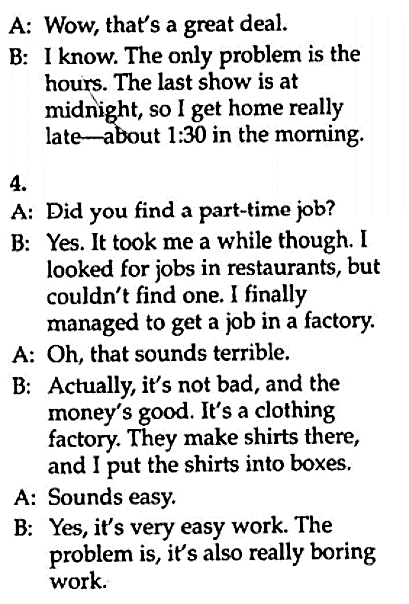 A: Wow, that's a great deal.
B: I know. The only problem is the
hours. The last show is at
midnight, so I get home really
late—about 1:30 in the morning.
4.
A: Did you find a part-time job?
B: Yes. It took me a while though. I
looked for jobs in restaurants, but
couldn't find one. I finally
managed to get a job in a factory.
A: Oh, that sounds terrible.
B: Actually, it's not bad, and the
money's good. It's a clothing
factory. They make shirts there,
and I put the shirts into boxes.
A: Sounds easy.
B: Yes, it's very easy work. The
problem is, it's also really boring
work.